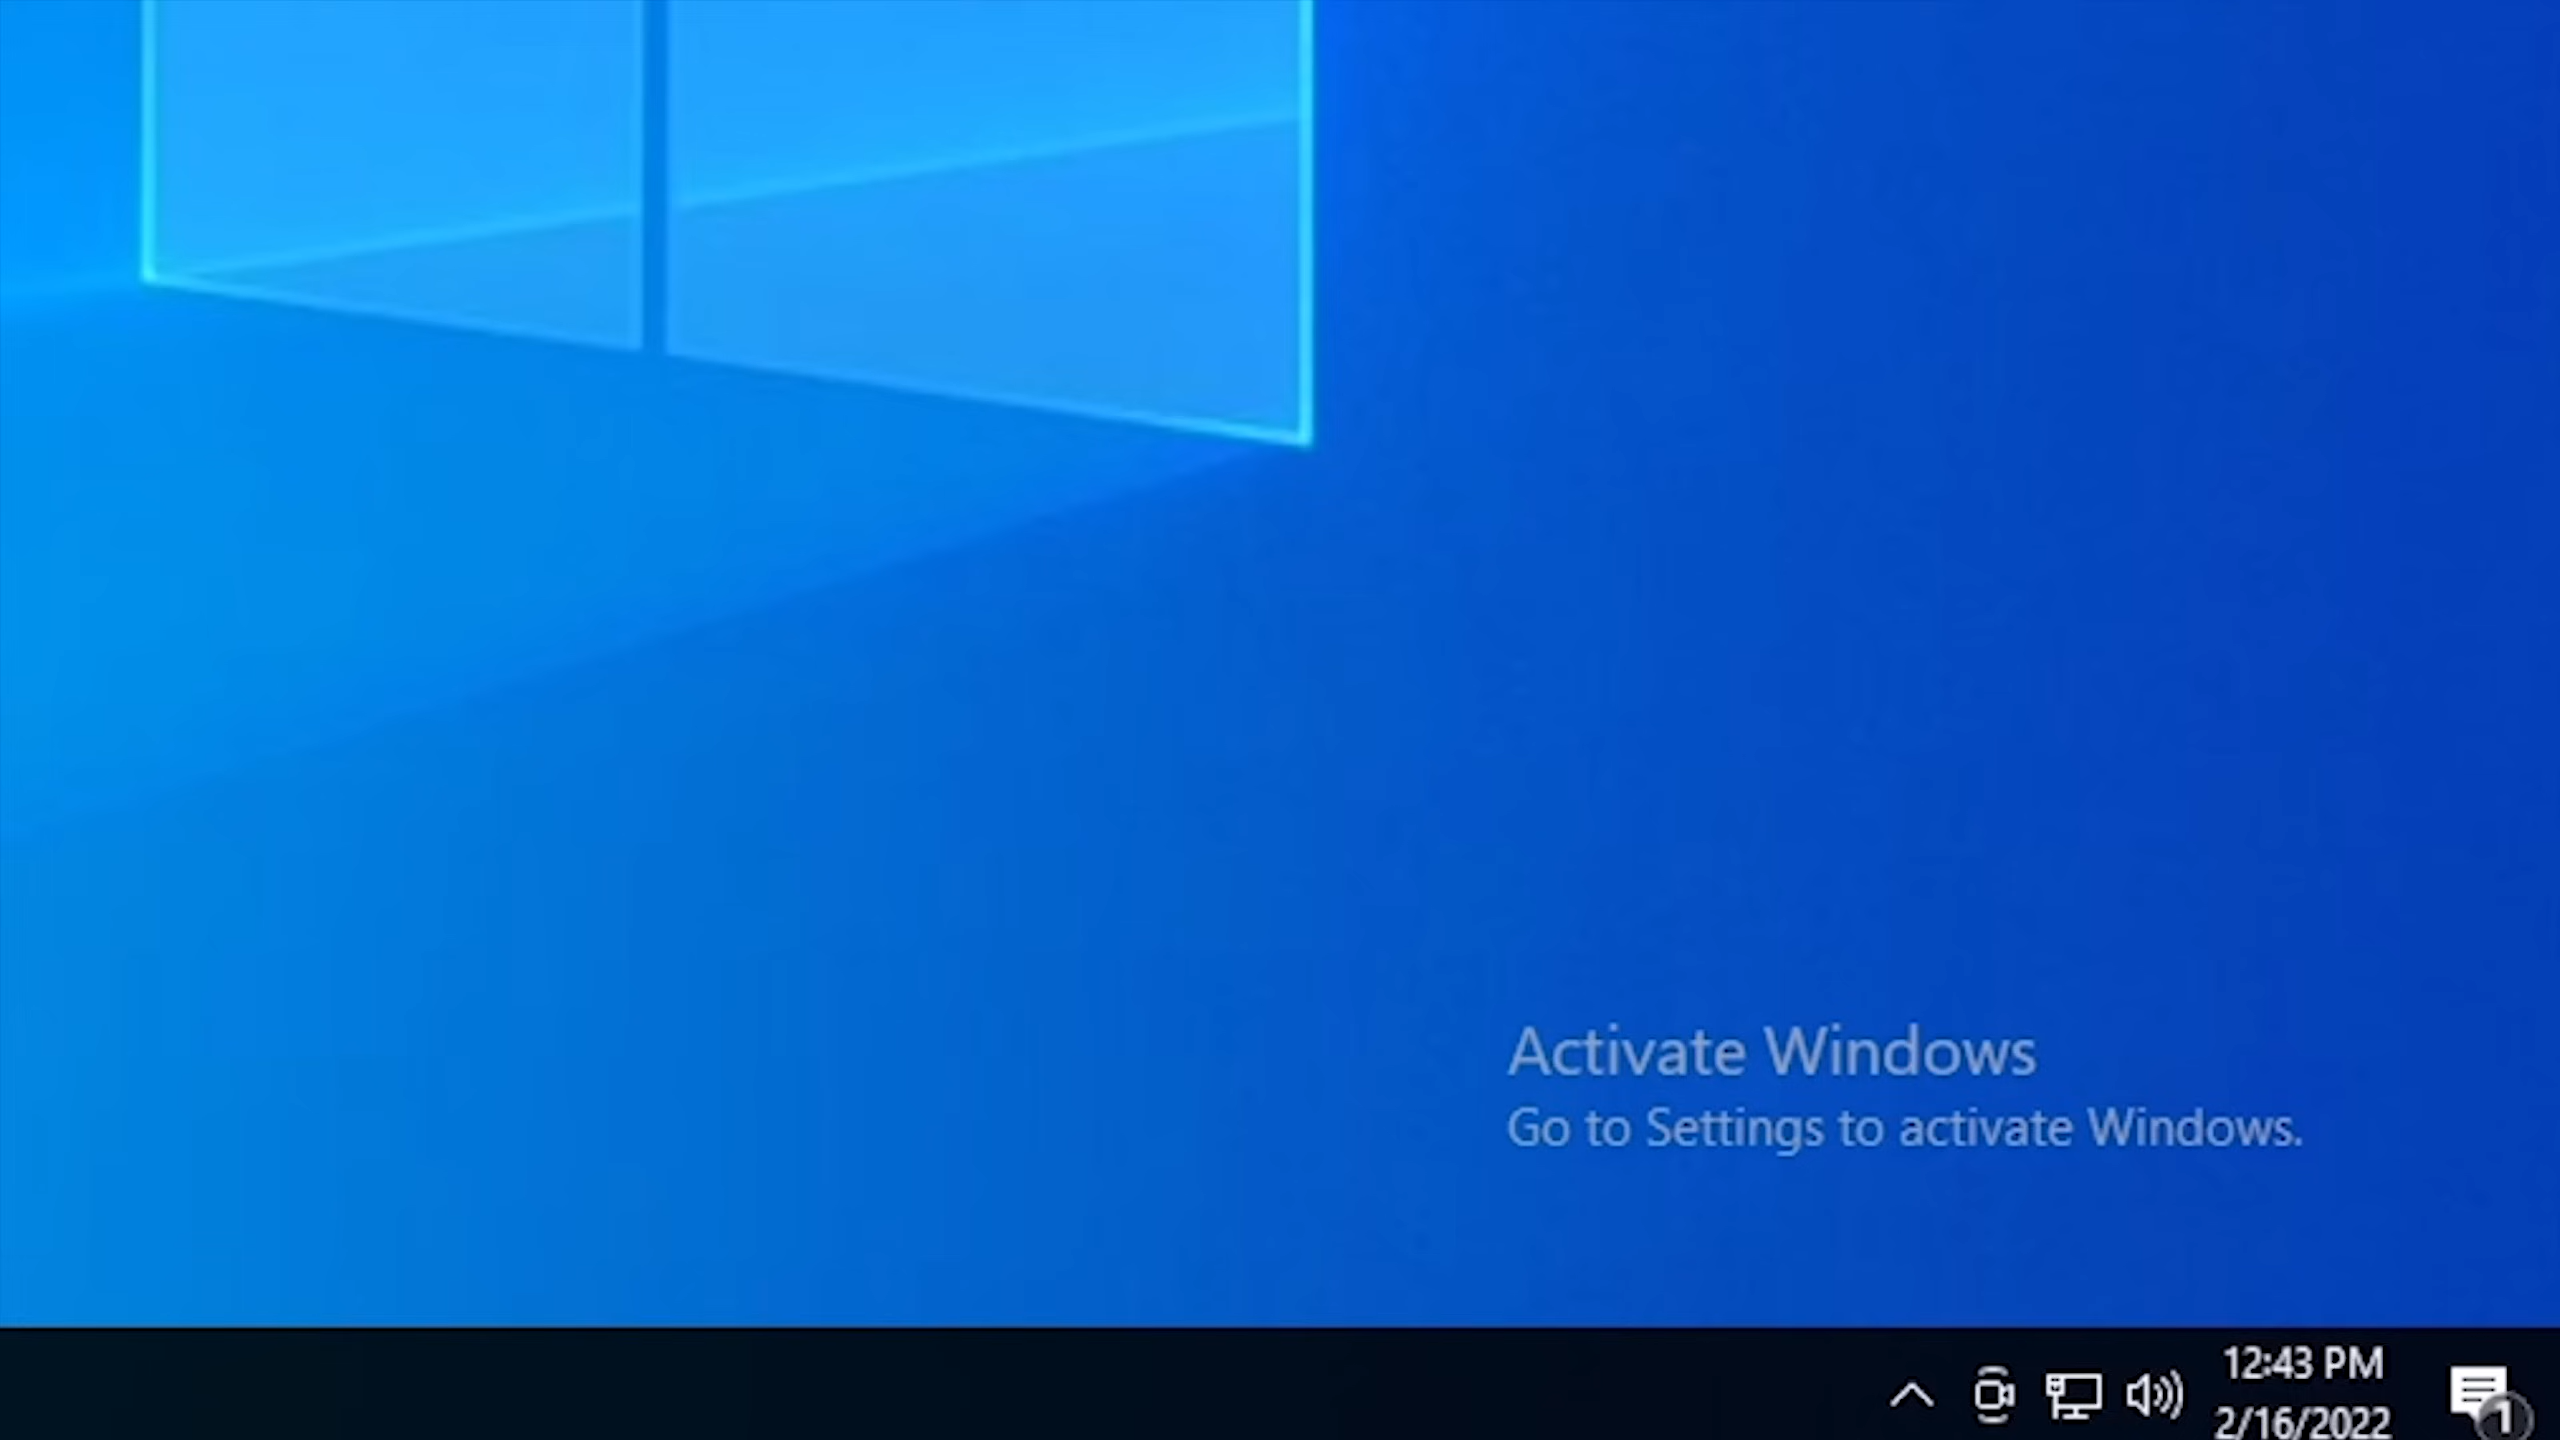 Activate Windows
Go to Settings to activate Windows.
12:43 PM
2/16/2022
1